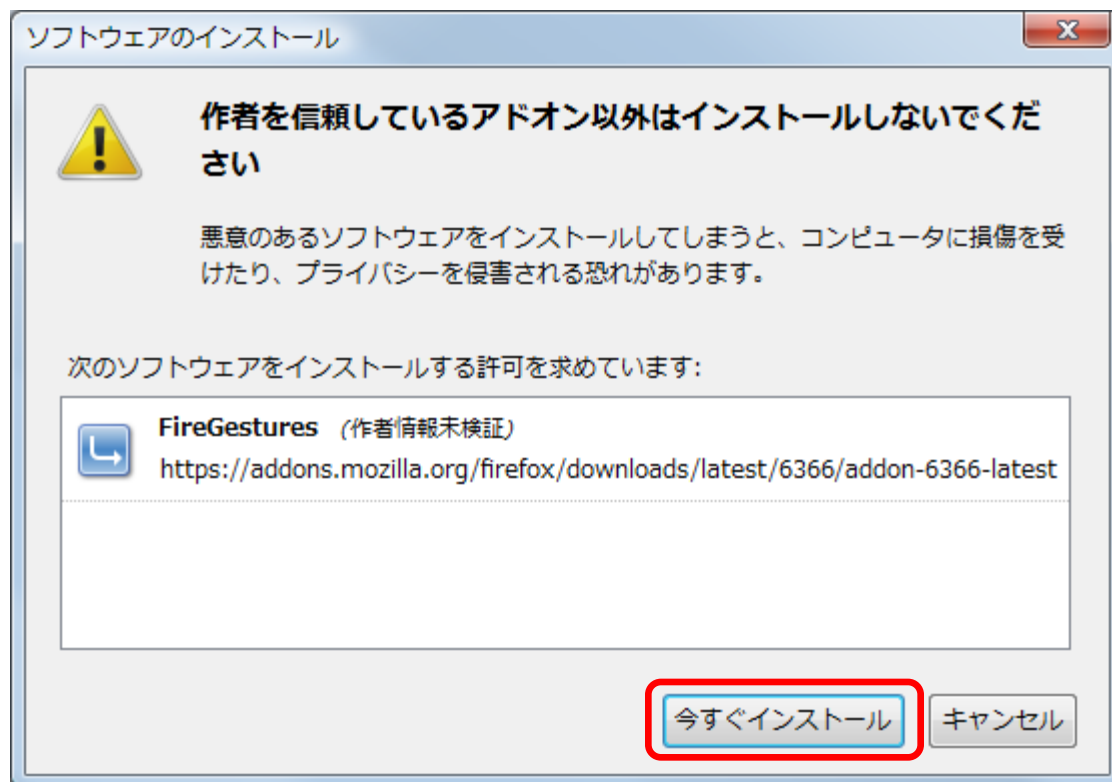 ソフトウェアのインストール
作者を信頼しているアドオン以外はインストールしないでくだ
さい
悪意のあるソフトウェアをインストールしてしまうと、コンピュータに損傷を受
けたり、プライバシーを侵害される恐れがあります。
次のソフトウェアをインストールする許可を求めています:
FireGestures (作者情報未検証)
https://addons.mozilla.org/firefox/downloads/latest/6366/addon-6366-latest
今すぐインストール キャンセル